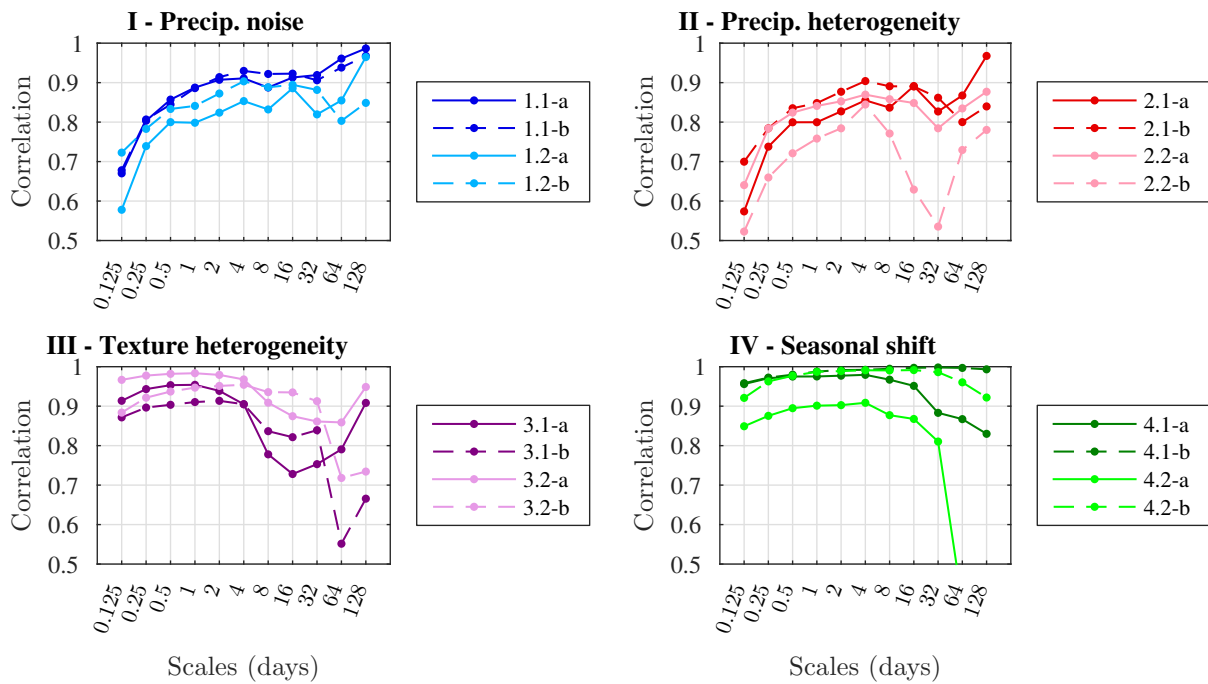 I - Precip. noise
Correlation
1
0.9
0.8
0.7
0.6
0.5
0.125
0.25
0.5
1
2
4
8
16
32
64
128
1.1-a
1.1-b
1.2-a
1.2-b
II - Precip. heterogeneity
Correlation
1
0.9
0.8
0.7
0.6
0.5
0.125
0.25
0.5
1
2
4
8
16
32
64
128
2.1-a
2.1-b
2.2-a
2.2-b
III - Texture heterogeneity
Correlation
1
0.9
0.8
0.7
0.6
0.5
0.125
0.25
0.5
1
2
4
8
16
32
64
128
Scales (days)
3.1-a
3.1-b
3.2-a
3.2-b
IV - Seasonal shift
Correlation
1
0.9
0.8
0.7
0.6
0.5
0.125
0.25
0.5
1
2
4
8
16
32
64
128
Scales (days)
4.1-a
4.1-b
4.2-a
4.2-b